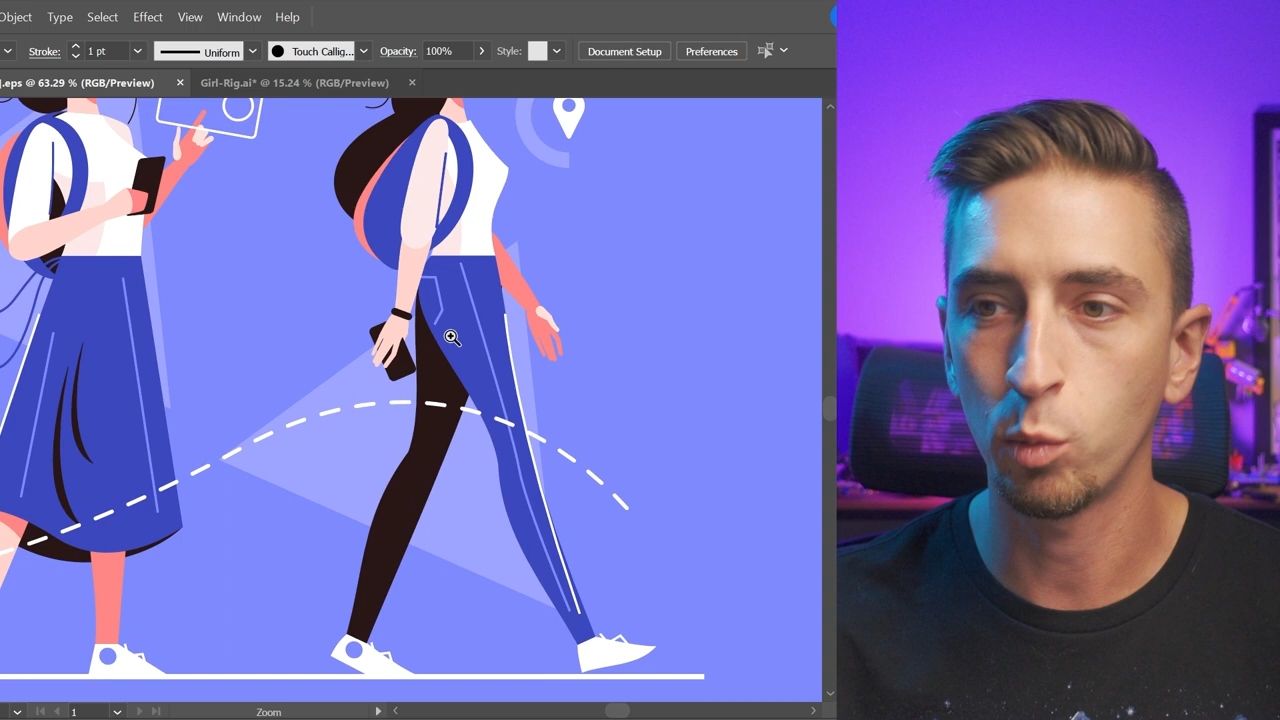 Object Type Select Effect View Window Help
Stroke: 1 pt Uniform Touch Callig... Opacity: 100% Style: Document Setup Preferences
].eps @ 63.29 % (RGB/Preview) × Girl-Rig.ai* @ 15.24 % (RGB/Preview) ×
1 Zoom